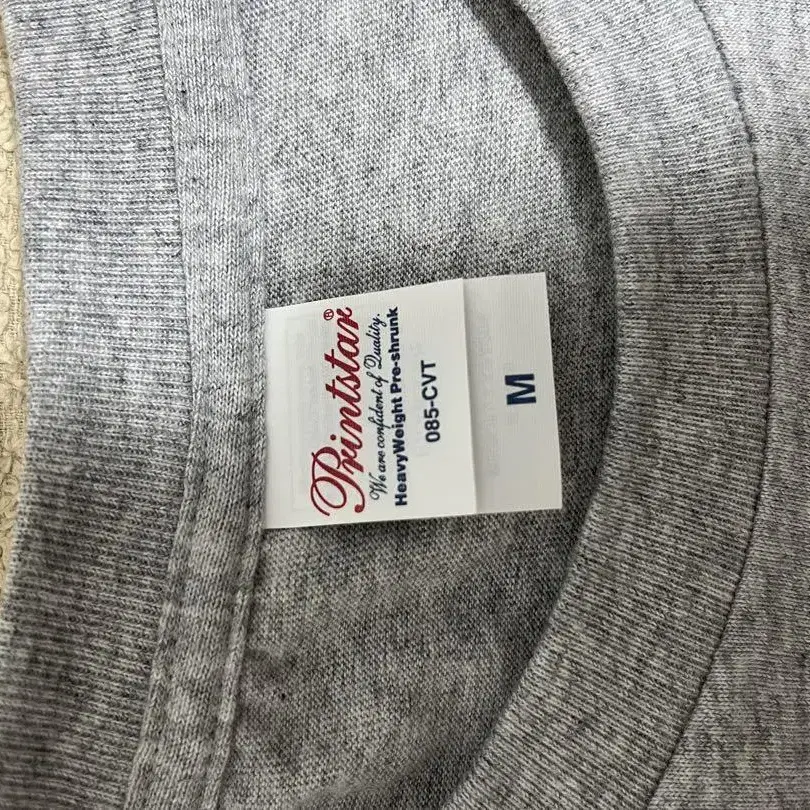 Printstar®
We are confident of Quality.
HeavyWeight Pre-shrunk
085-CVT
M